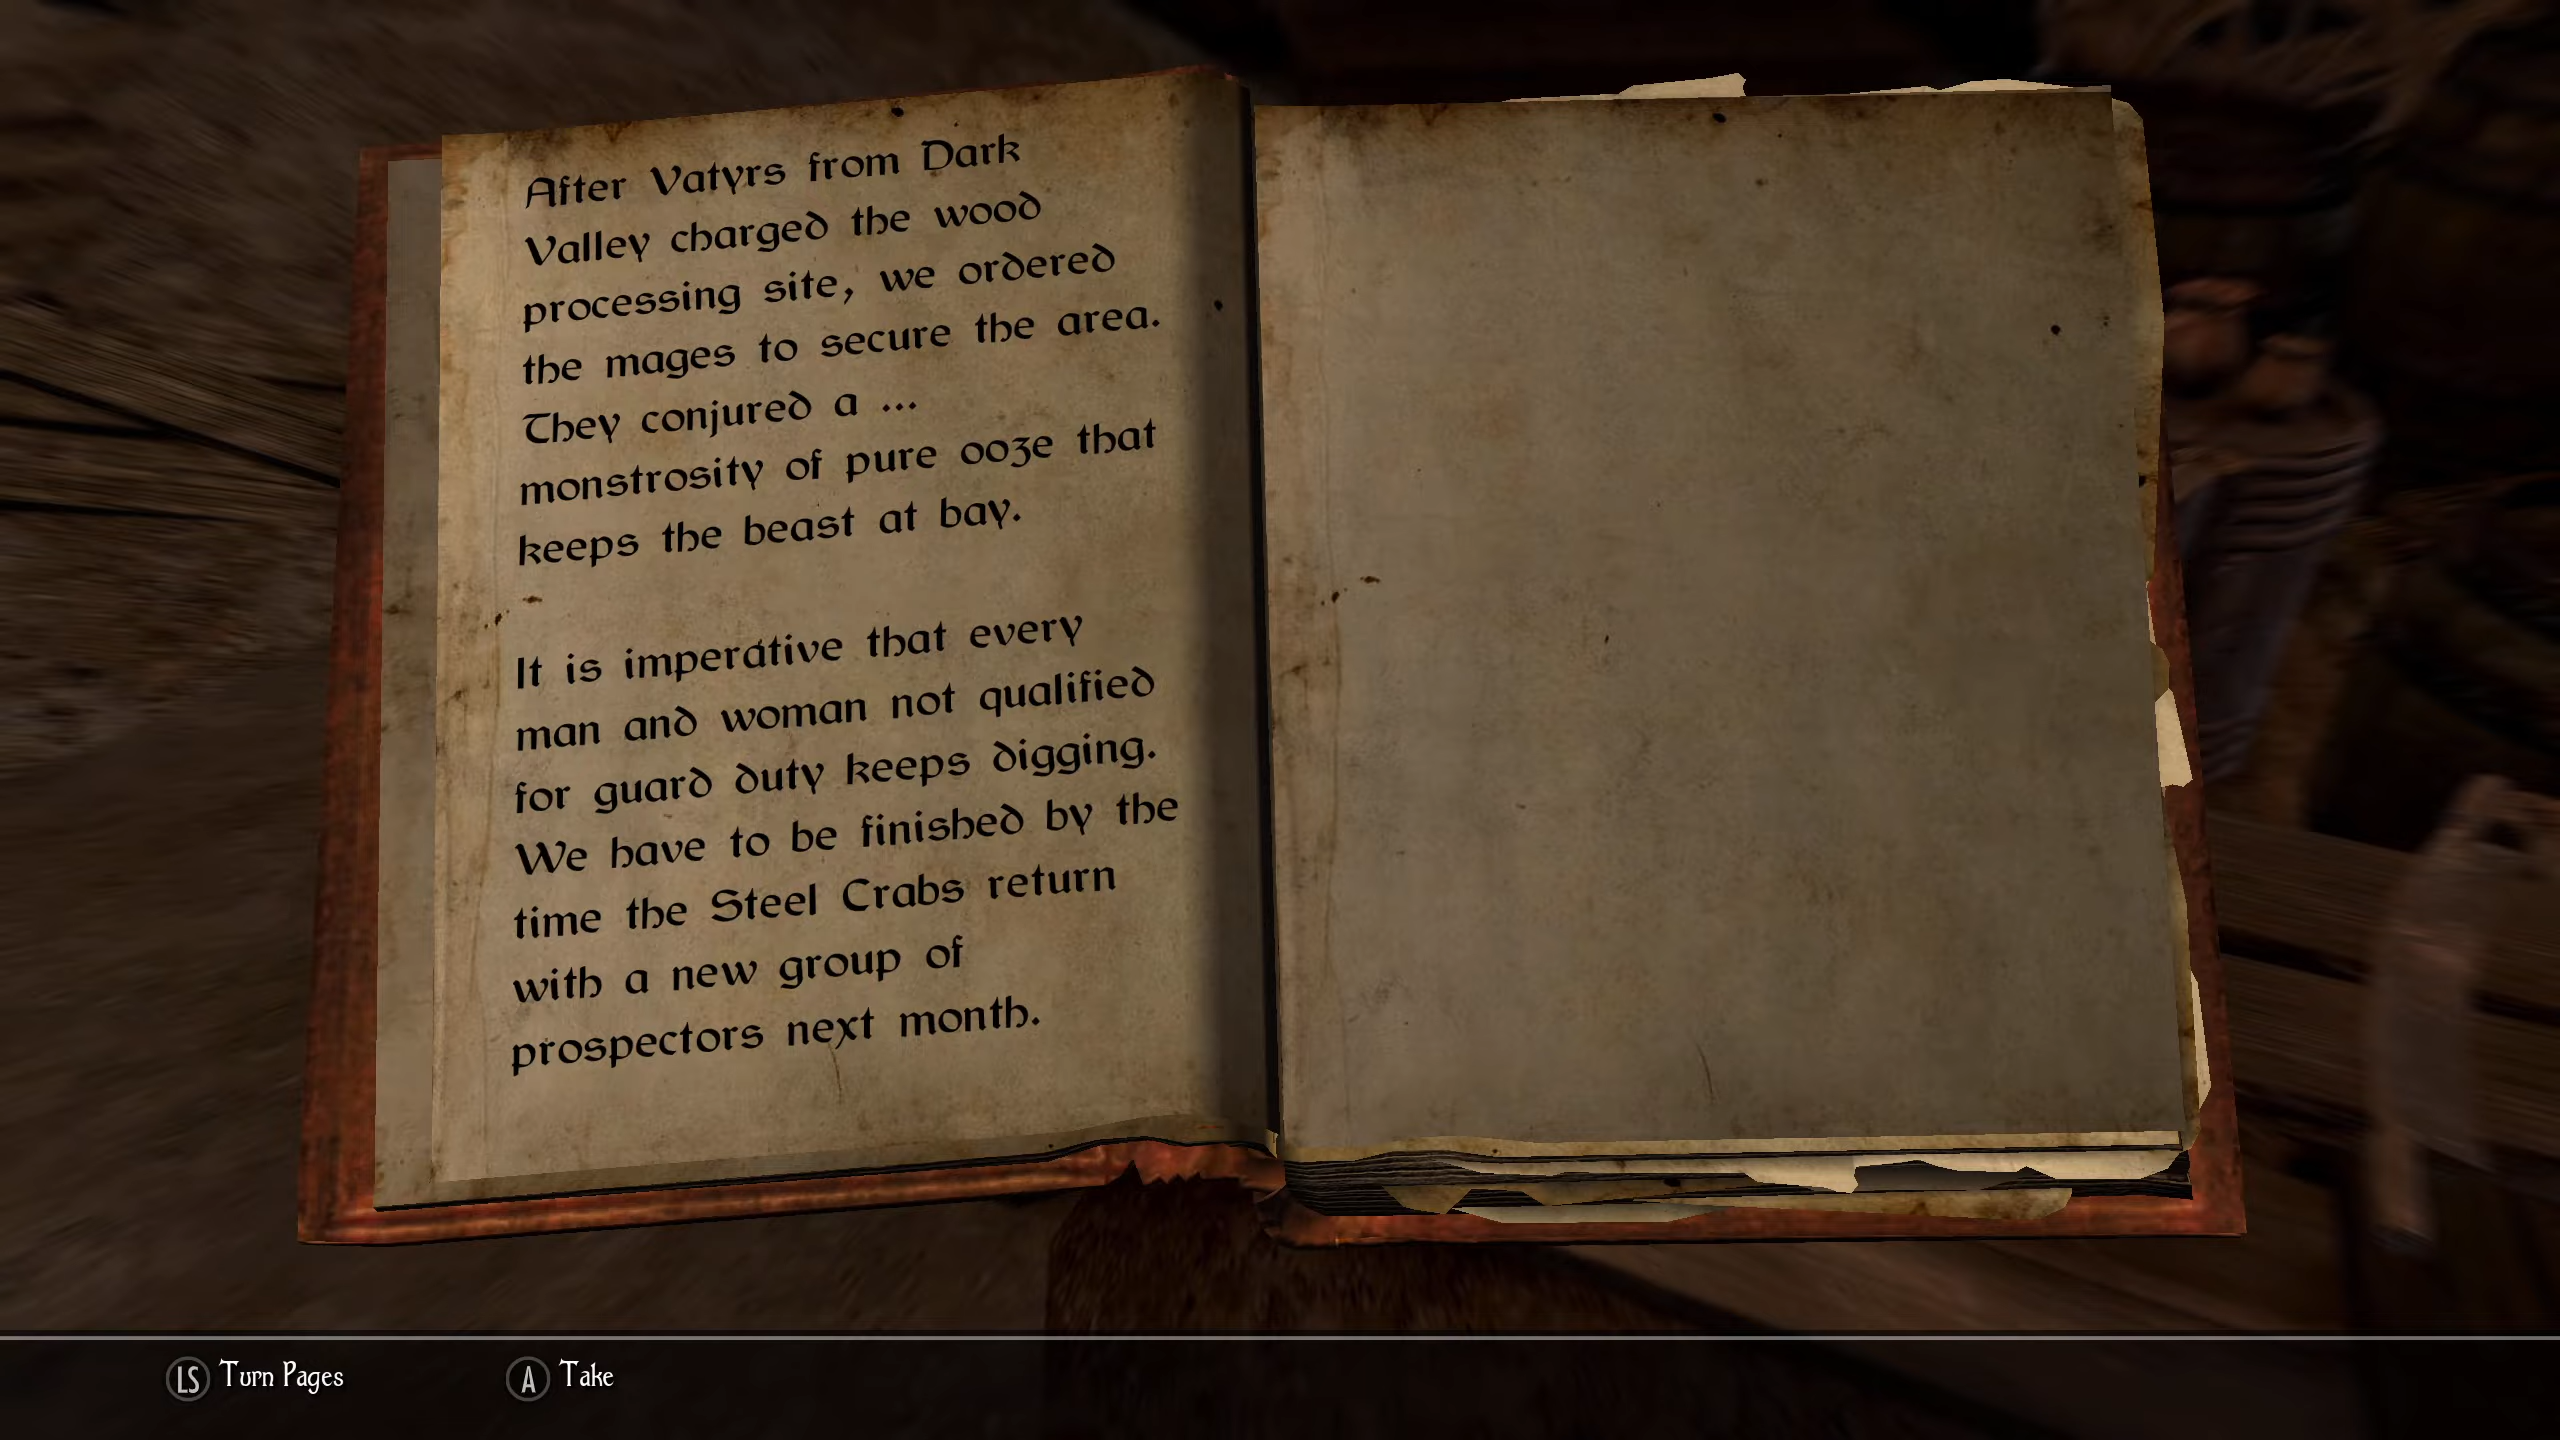 After Vatyrs from Dark
Valley charged the wood
processing site, we ordered
the mages to secure the area.
They conjured a ...
monstrosity of pure ooze that
keeps the beast at bay.
It is imperative that every
man and woman not qualified
for guard duty keeps digging.
We have to be finished by the
time the Steel Crabs return
with a new group of
prospectors next month.
LS Turn Pages
A Take